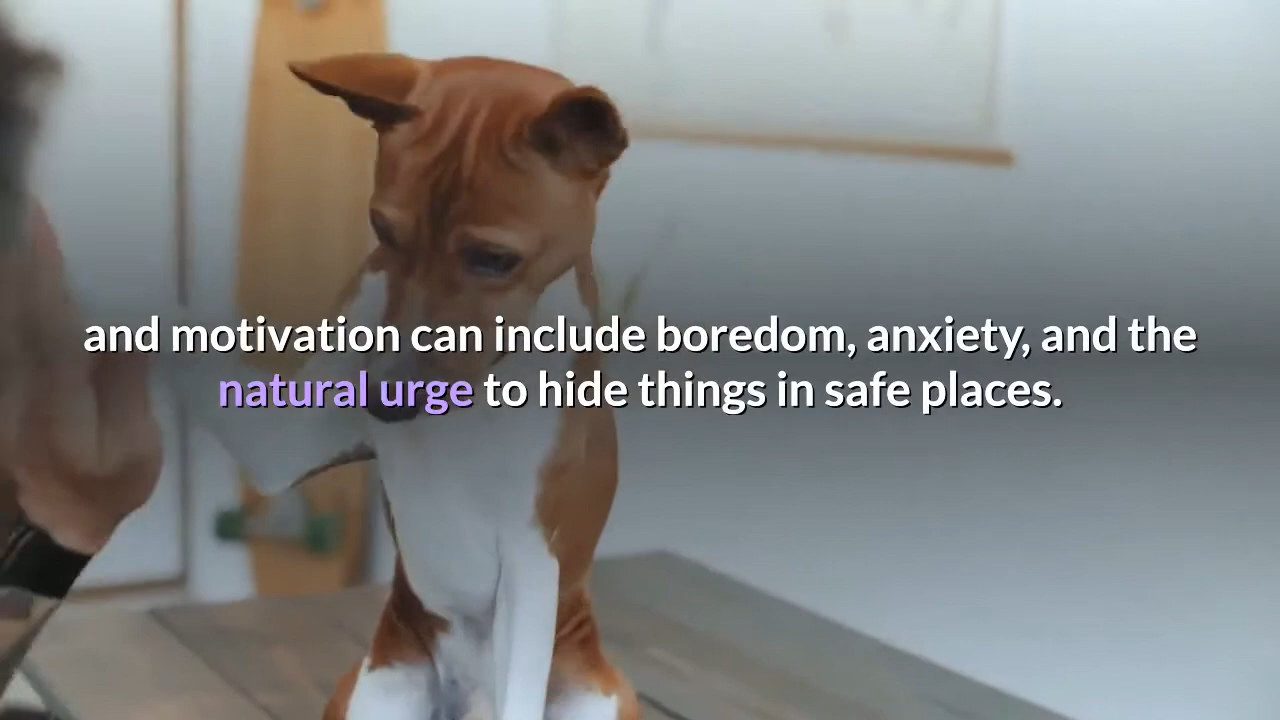 and motivation can include boredom, anxiety, and the
natural urge to hide things in safe places.